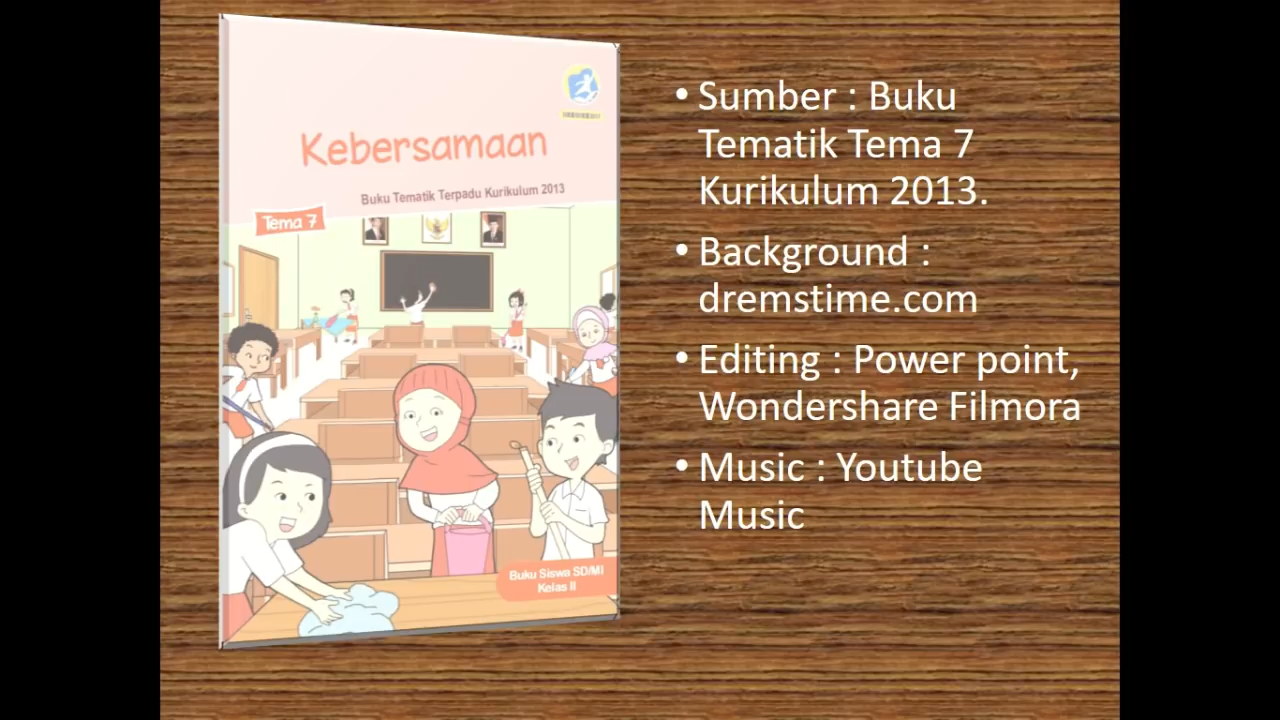 Kebersamaan
Buku Tematik Terpadu Kurikulum 2013
Tema 7
Buku Siswa SD/MI
Kelas II
• Sumber : Buku
Tematik Tema 7
Kurikulum 2013.
• Background :
dremstime.com
• Editing : Power point,
Wondershare Filmora
• Music : Youtube
Music